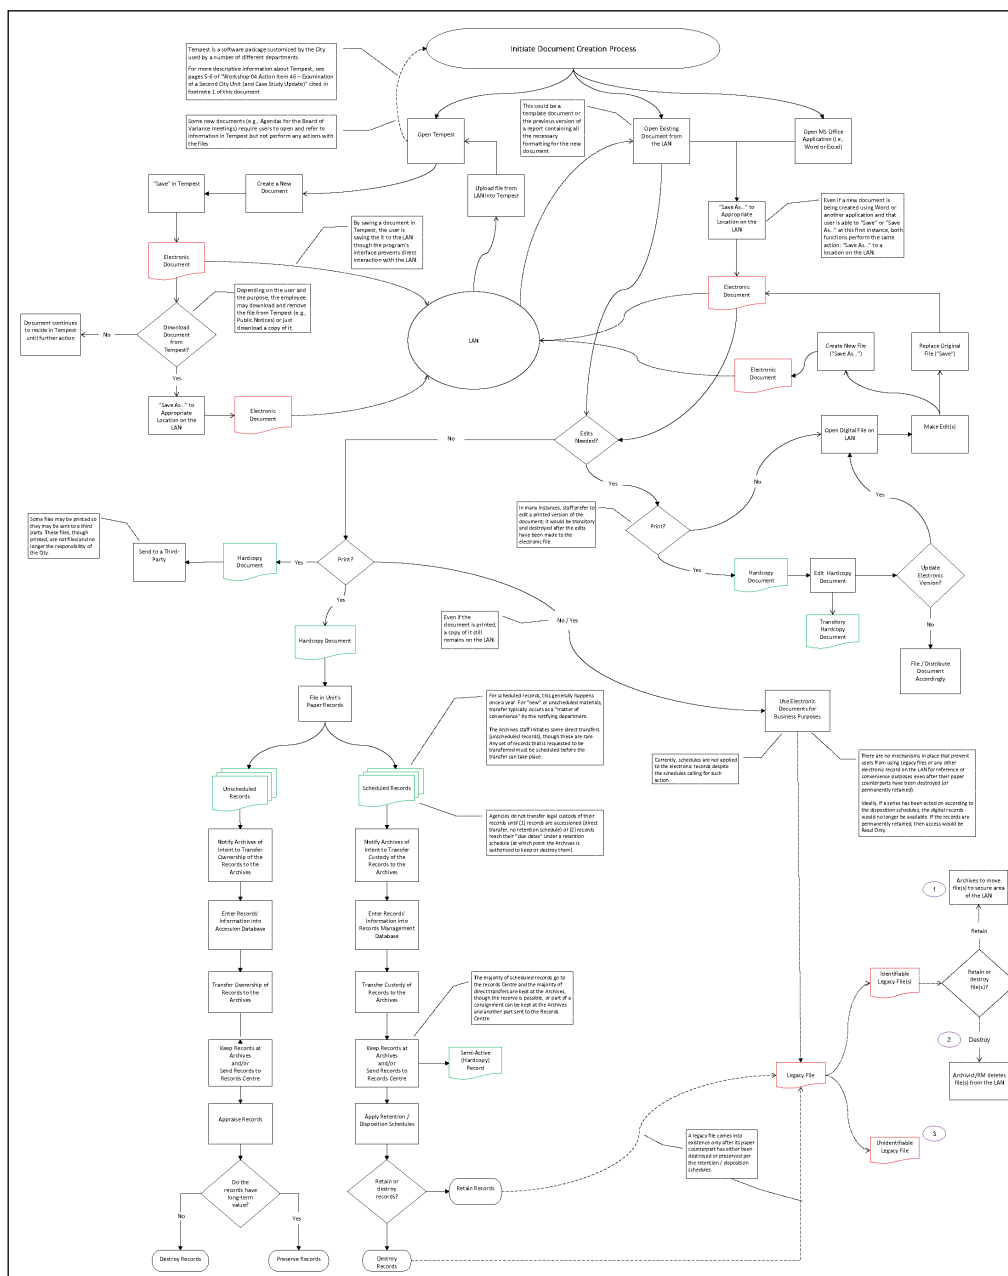 Initiate Document Creation Process
Tempest is a software package customized by the City
used by a number of different departments.
For more descriptive information about Tempest, see
pages 5-6 of "Workshop 04 Action Item 46 – Examination
of a Second City Unit (and Case Study Update)" cited in
footnote 1 of this document.
Some new documents (e.g., Agendas for the Board of
Variance meetings) require users to open and refer to
information in Tempest but not perform any actions with
the files.
Open Tempest
This could be a
template document or
the previous version of
a report containing all
the necessary
formatting for the new
document.
Open Existing
Document from
the LAN
Open MS Office
Application (i.e.,
Word or Excel)
"Save" in Tempest
Create a New
Document
Upload file from
LAN into Tempest
"Save As..." to
Appropriate
Location on the
LAN
Even if a new document is
being created using Word or
another application and that
user is able to "Save" or "Save
As..." at this first instance, both
functions perform the same
action: "Save As..." to a
location on the LAN.
By saving a document in
Tempest, the user is
saving the it to the LAN
though the program's
interface prevents direct
interaction with the LAN.
Electronic
Document
Electronic
Document
Depending on the user and
the purpose, the employee
may download and remove
the file from Tempest (e.g.,
Public Notices) or just
download a copy of it.
Document continues
to reside in Tempest
until further action
No
Download
Document
from
Tempest?
LAN
Create New File
("Save As...")
Replace Original
File ("Save")
Electronic
Document
Yes
"Save As..." to
Appropriate
Location on the
LAN
Electronic
Document
No
Edits
Needed?
Open Digital File on
LAN
Make Edit(s)
Yes
No
Yes
In many instances, staff prefer to
edit a printed version of the
document; it would be transitory
and destroyed after the edits
have been made to the
electronic file.
Print?
Some files may be printed so
they may be sent to a third
party. These files, though
printed, are not filed and no
longer the responsibility of
the City.
Send to a Third-
Party
Hardcopy
Document
Yes
Print?
Yes
Hardcopy
Document
Edit Hardcopy
Document
Update
Electronic
Version?
Yes
Even if the
document is printed,
a copy of it still
remains on the LAN.
No / Yes
Transitory
Hardcopy
Document
No
Hardcopy Document
File / Distribute
Document
Accordingly
File in Unit's
Paper Records
For scheduled records, this generally happens
once a year. For "new" or unscheduled materials,
transfer typically occurs as a "matter of
convenience" by the notifying department.
The Archives staff initiates some direct transfers
(unscheduled records), though these are rare.
Any set of records that is requested to be
transferred must be scheduled before the
transfer can take place.
Use Electronic
Documents for
Business Purposes
Currently, schedules are not applied
to the electronic records despite
the schedules calling for such
action.
There are no mechanisms in place that prevent
users from using Legacy files or any other
electronic record on the LAN for reference or
convenience purposes even after their paper
counterparts have been destroyed (or
permanently retained).
Ideally, if a series has been acted on according to
the disposition schedules, the digital records
would no longer be available. If the records are
permanently retained, then access would be
Read Only.
Unscheduled
Records
Scheduled Records
Agencies do not transfer legal custody of their
records until (1) records are accessioned (direct
transfer, no retention schedule) or (2) records
reach their "due dates" under a retention
schedule (at which point the Archives is
authorized to keep or destroy them).
Notify Archives of
Intent to Transfer
Ownership of the
Records to the
Archives
Notify Archives of
Intent to Transfer
Custody of the
Records to the
Archives
1
Archives to move
file(s) to secure area
of the LAN
Enter Records'
Information into
Accession Database
Enter Records'
Information into
Records Management
Database
Retain
Transfer Ownership of
Records to the
Archives
Transfer Custody of
Records to the
Archives
The majority of scheduled records go to
the records Centre and the majority of
direct transfers are kept at the Archives,
though the reserve is possible, or part of a
consignment can be kept at the Archives
and another part sent to the Records
Centre.
Identifiable
Legacy File(s)
Retain or
destroy
file(s)?
2
Destroy
Keep Records at
Archives
and/or
Send Records to
Records Centre
Keep Records at
Archives
and/or
Send Records to
Records Centre
Semi-Active
(Hardcopy)
Record
Legacy File
Archivist/RM deletes
file(s) from the LAN
Appraise Records
Apply Retention /
Disposition Schedules
A legacy file comes into
existence only after its paper
counterpart has either been
destroyed or preserved per
the retention / disposition
schedules.
3
Unidentifiable
Legacy File
Do the
records have
long-term
value?
Retain or
destroy
records?
Retain Records
No
Yes
Destroy Records
Preserve Records
Destroy
Records